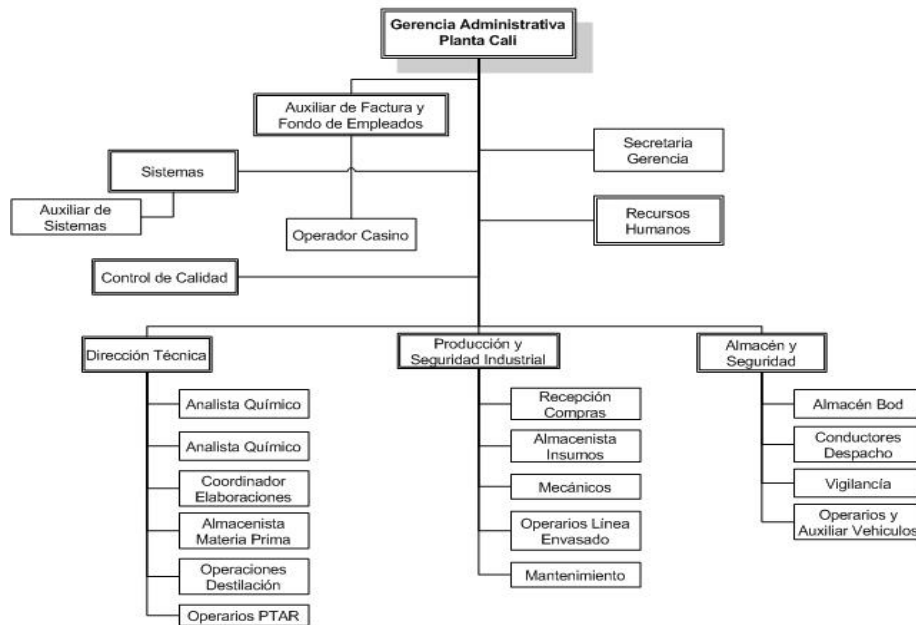 Gerencia Administrativa
Planta Cali
Auxiliar de Factura y
Fondo de Empleados
Secretaria
Gerencia
Sistemas
Auxiliar de
Sistemas
Operador Casino
Recursos
Humanos
Control de Calidad
Dirección Técnica
Producción y
Seguridad Industrial
Almacén y
Seguridad
Analista Químico
Analista Químico
Coordinador
Elaboraciones
Almacenista
Materia Prima
Operaciones
Destilación
Operarios PTAR
Recepción
Compras
Almacenista
Insumos
Mecánicos
Operarios Línea
Envasado
Mantenimiento
Almacén Bod
Conductores
Despacho
Vigilancía
Operarios y
Auxiliar Vehículos